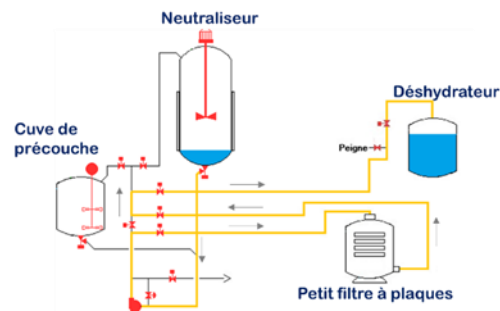 Neutraliseur
Déshydrateur
Cuve de
précouche
Peigne
Petit filtre à plaques